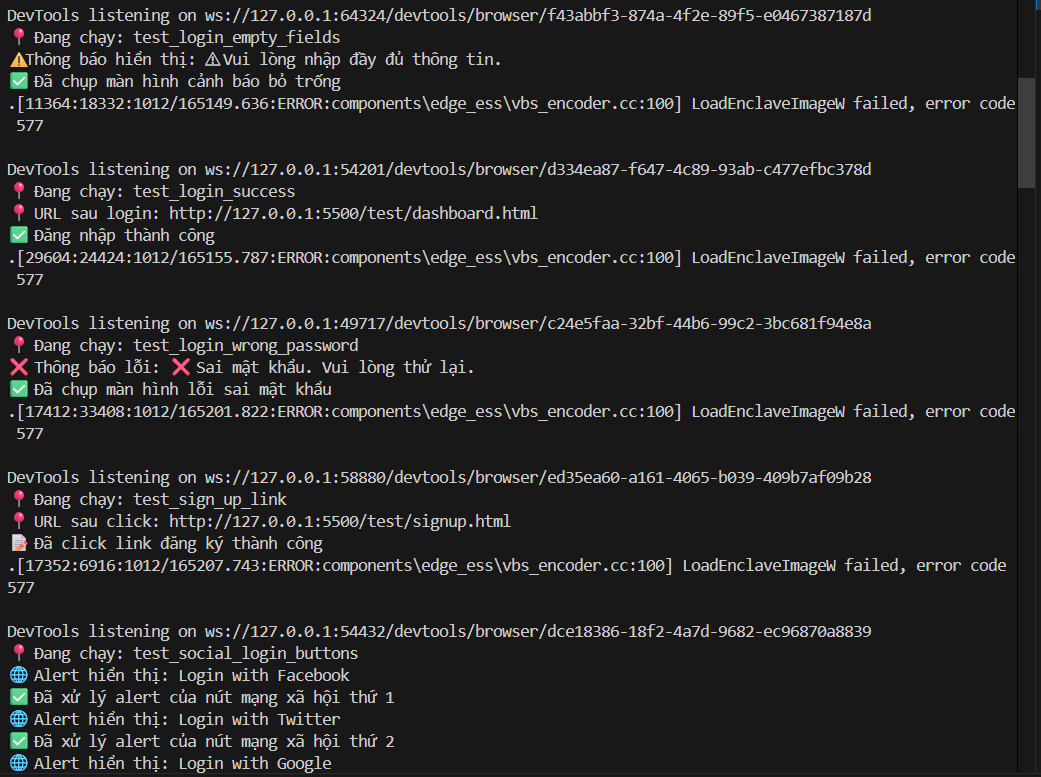 DevTools listening on ws://127.0.0.1:64324/devtools/browser/f43abbf3-874a-4f2e-89f5-e0467387187d
📍 Đang chạy: test_login_empty_fields
⚠️Thông báo hiển thị: ⚠Vui lòng nhập đầy đủ thông tin.
✅ Đã chụp màn hình cảnh báo bỏ trống
.[11364:18332:1012/165149.636:ERROR:components\edge_ess\vbs_encoder.cc:100] LoadEnclaveImageW failed, error code
577
DevTools listening on ws://127.0.0.1:54201/devtools/browser/d334ea87-f647-4c89-93ab-c477efbc378d
📍 Đang chạy: test_login_success
📍 URL sau login: http://127.0.0.1:5500/test/dashboard.html
✅ Đăng nhập thành công
.[29604:24424:1012/165155.787:ERROR:components\edge_ess\vbs_encoder.cc:100] LoadEnclaveImageW failed, error code
577
DevTools listening on ws://127.0.0.1:49717/devtools/browser/c24e5faa-32bf-44b6-99c2-3bc681f94e8a
📍 Đang chạy: test_login_wrong_password
❌ Thông báo lỗi: ❌ Sai mật khẩu. Vui lòng thử lại.
✅ Đã chụp màn hình lỗi sai mật khẩu
.[17412:33408:1012/165201.822:ERROR:components\edge_ess\vbs_encoder.cc:100] LoadEnclaveImageW failed, error code
577
DevTools listening on ws://127.0.0.1:58880/devtools/browser/ed35ea60-a161-4065-b039-409b7af09b28
📍 Đang chạy: test_sign_up_link
📍 URL sau click: http://127.0.0.1:5500/test/signup.html
📝 Đã click link đăng ký thành công
.[17352:6916:1012/165207.743:ERROR:components\edge_ess\vbs_encoder.cc:100] LoadEnclaveImageW failed, error code
577
DevTools listening on ws://127.0.0.1:54432/devtools/browser/dce18386-18f2-4a7d-9682-ec96870a8839
📍 Đang chạy: test_social_login_buttons
🌐 Alert hiển thị: Login with Facebook
✅ Đã xử lý alert của nút mạng xã hội thứ 1
🌐 Alert hiển thị: Login with Twitter
✅ Đã xử lý alert của nút mạng xã hội thứ 2
🌐 Alert hiển thị: Login with Google